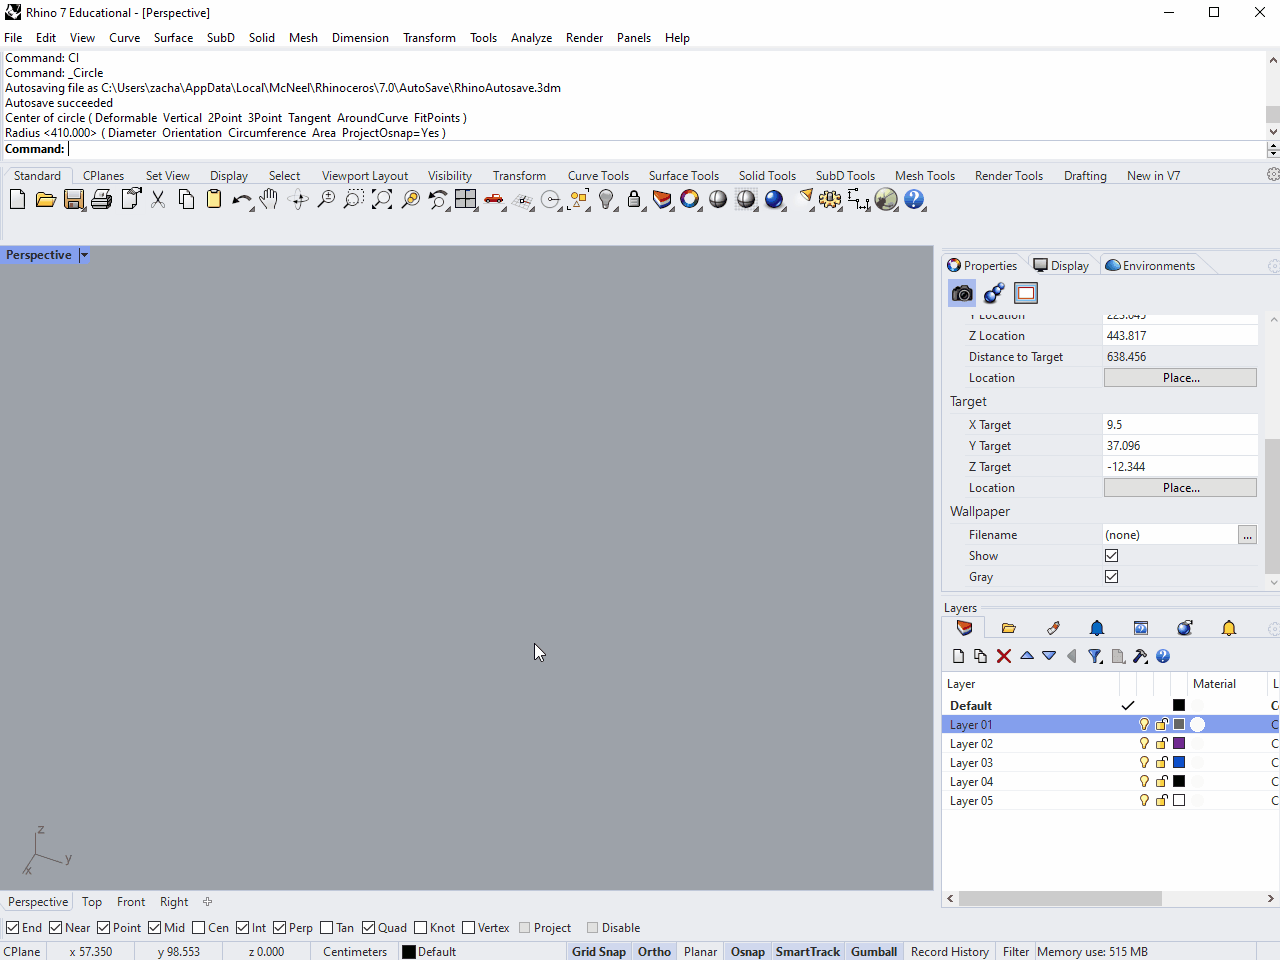 Rhino 7 Educational - [Perspective]
File Edit View Curve Surface SubD Solid Mesh Dimension Transform Tools Analyze Render Panels Help
Command: Cl
Command: _Circle
Autosaving file as C:\Users\zacha\AppData\Local\McNeel\Rhinoceros\7.0\AutoSave\RhinoAutosave.3dm
Autosave succeeded
Center of circle ( Deformable Vertical 2Point 3Point Tangent AroundCurve FitPoints )
Radius <410.000> ( Diameter Orientation Circumference Area ProjectOsnap=Yes )
Command:
Standard CPlanes Set View Display Select Viewport Layout Visibility Transform Curve Tools Surface Tools Solid Tools SubD Tools Mesh Tools Render Tools Drafting New in V7
Perspective
Properties Display Environments
Y Location 223.045
Z Location 443.817
Distance to Target 638.456
Location Place...
Target
X Target 9.5
Y Target 37.096
Z Target -12.344
Location Place...
Wallpaper
Filename (none) ...
Show
Gray
Layers
Layer Material L
Default C
Layer 01 C
Layer 02 C
Layer 03 C
Layer 04 C
Layer 05 C
z
y
x
Perspective Top Front Right
End Near Point Mid Cen Int Perp Tan Quad Knot Vertex Project Disable
CPlane x 57.350 y 98.553 z 0.000 Centimeters Default Grid Snap Ortho Planar Osnap SmartTrack Gumball Record History Filter Memory use: 515 MB